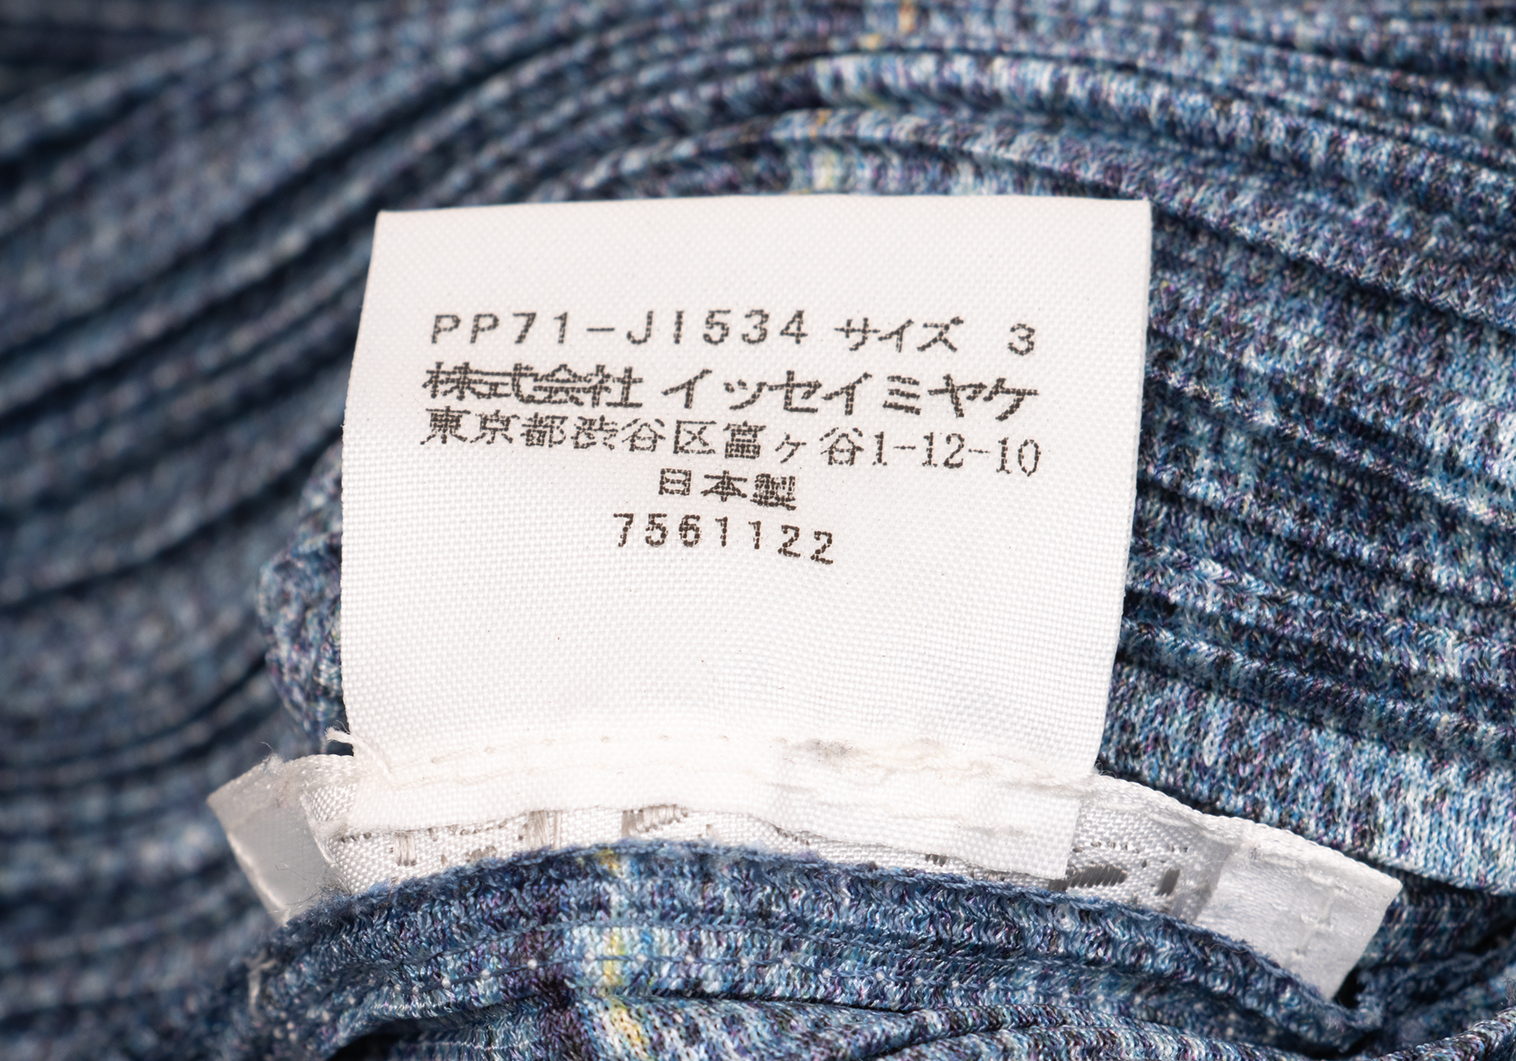 PP71-JI534 サイズ 3
株式会社 イッセイミヤケ
東京都渋谷区富ヶ谷1-12-10
日本製
7561122